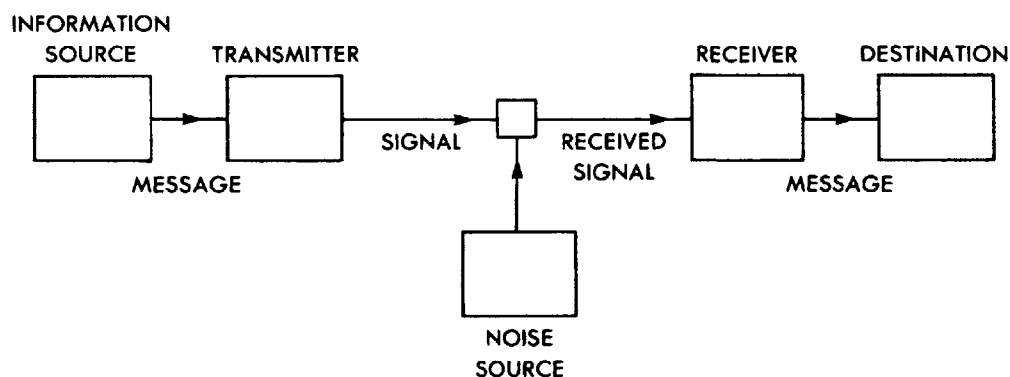 INFORMATION
SOURCE
TRANSMITTER
RECEIVER
DESTINATION
SIGNAL
RECEIVED
SIGNAL
MESSAGE
MESSAGE
NOISE
SOURCE